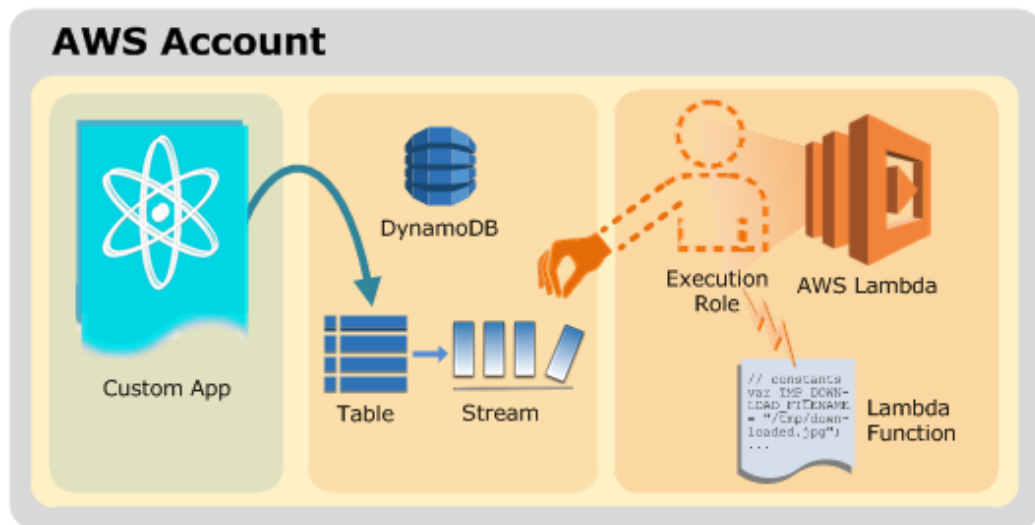 AWS Account
Custom App
DynamoDB
Table
Stream
Execution
Role
AWS Lambda
// constants
var TMP_DOWN-
LOAD_FILENAME
= "/tmp/down-
loaded.jpg";
...
Lambda
Function